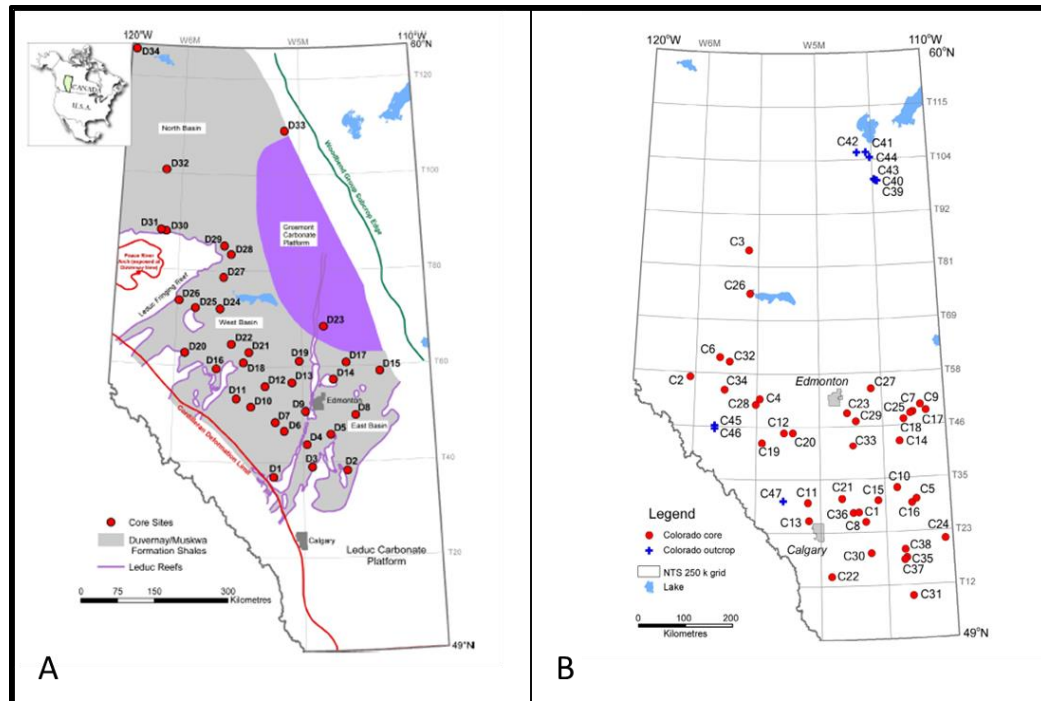 120°W
W5M
110°W
60°N
D34
T120
CANADA
U.S.A.
North Basin
D33
Woodbend Group Subcrop Edge
D32
T100
Grosmont
Carbonate
Platform
D31
D30
D29
D28
Peace River
T80
D27
Leduc Fringing Reef
D26
D25
D24
D23
West Basin
D22
D21
D20
D19
D17
D15
D16
D18
T60
D14
D13
D12
D11
D10
Edmonton
D9
D8
D7
East Basin
D6
D5
D4
T40
D1
D3
D2
Cordilleran Deformation Limit
Core Sites
Duvernay/Muskwa
Formation Shales
Leduc Reefs
Calgary
Leduc Carbonate
Platform
T20
0
75
150
225
300
Kilometres
49°N
A
120°W
W6M
W5M
110°W
60°N
T115
C42
C41
C44
T104
C43
C40
C39
T92
C3
T81
C26
T69
C6
C32
T58
C2
Edmonton
C27
C34
C7
C9
C4
C28
C23
C25
C17
C29
C45
C12
C18
T46
C46
C20
C14
C19
C33
T35
C10
C47
C11
C21
C15
C5
C36
C1
C16
C13
C8
T23
C24
Calgary
C38
C30
C35
C37
C22
T12
C31
Legend
Colorado core
Colorado outcrop
NTS 250 k grid
Lake
0
100
200
Kilometres
49°N
B